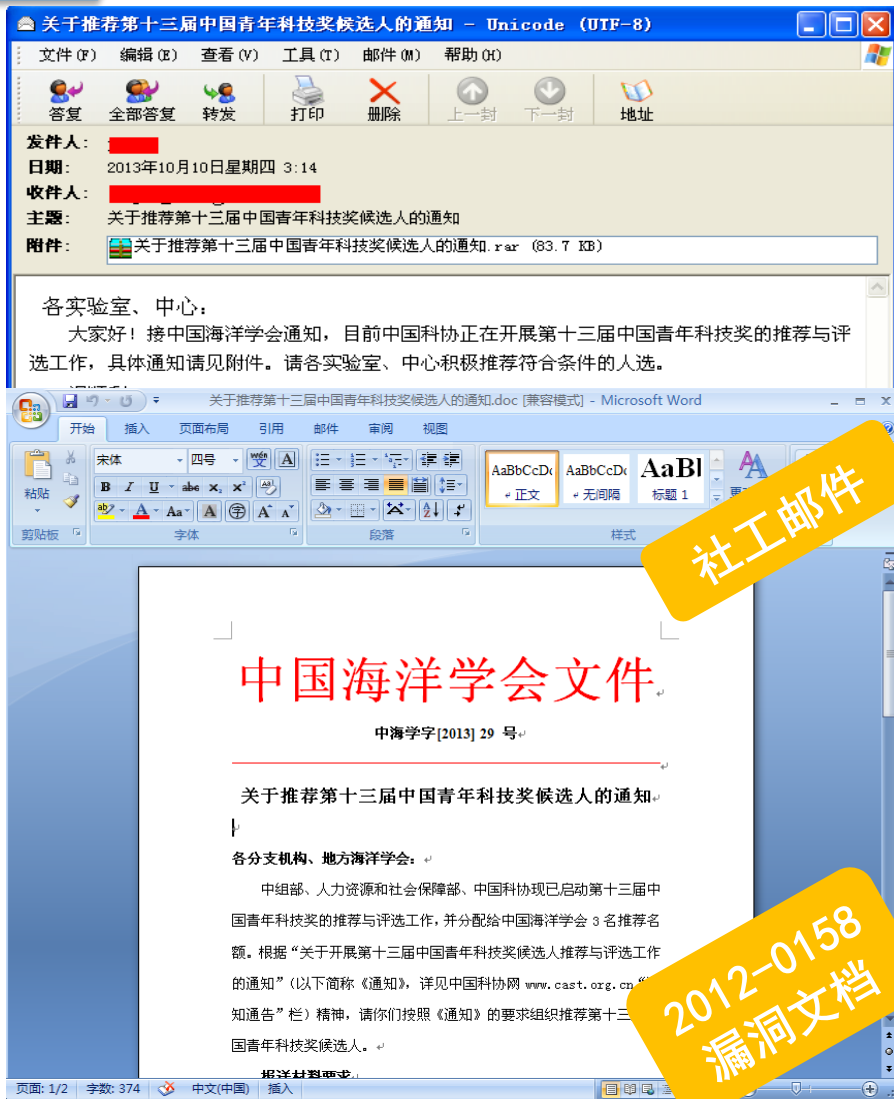 关于推荐第十三届中国青年科技奖候选人的通知 - Unicode (UTF-8)
文件(F) 编辑(E) 查看(V) 工具(T) 邮件(M) 帮助(H)
答复 全部答复 转发 打印 删除 上一封 下一封 地址
发件人:
日期: 2013年10月10日星期四 3:14
收件人:
主题: 关于推荐第十三届中国青年科技奖候选人的通知
附件: 关于推荐第十三届中国青年科技奖候选人的通知.rar (83.7 KB)
各实验室、中心：
大家好！接中国海洋学会通知，目前中国科协正在开展第十三届中国青年科技奖的推荐与评
选工作，具体通知请见附件。请各实验室、中心积极推荐符合条件的人选。
关于推荐第十三届中国青年科技奖候选人的通知.doc [兼容模式] - Microsoft Word
开始 插入 页面布局 引用 邮件 审阅 视图
宋体 四号 wén A
粘贴 B I U abe x₂ x² AaBbCcDc AaBbCcDc AaBl
正文 无间隔 标题 1
剪贴板 字体 段落 样式
社工邮件
中国海洋学会文件
中海学字[2013] 29 号
关于推荐第十三届中国青年科技奖候选人的通知
各分支机构、地方海洋学会：
中组部、人力资源和社会保障部、中国科协现已启动第十三届中
国青年科技奖的推荐与评选工作，并分配给中国海洋学会 3 名推荐名
额。根据“关于开展第十三届中国青年科技奖候选人推荐与评选工作
的通知”（以下简称《通知》，详见中国科协网 www.cast.org.cn
知通告”栏）精神，请你们按照《通知》的要求组织推荐第十三
国青年科技奖候选人。
报送材料要求
2012-0158
漏洞文档
页面: 1/2 字数: 374 中文(中国) 插入